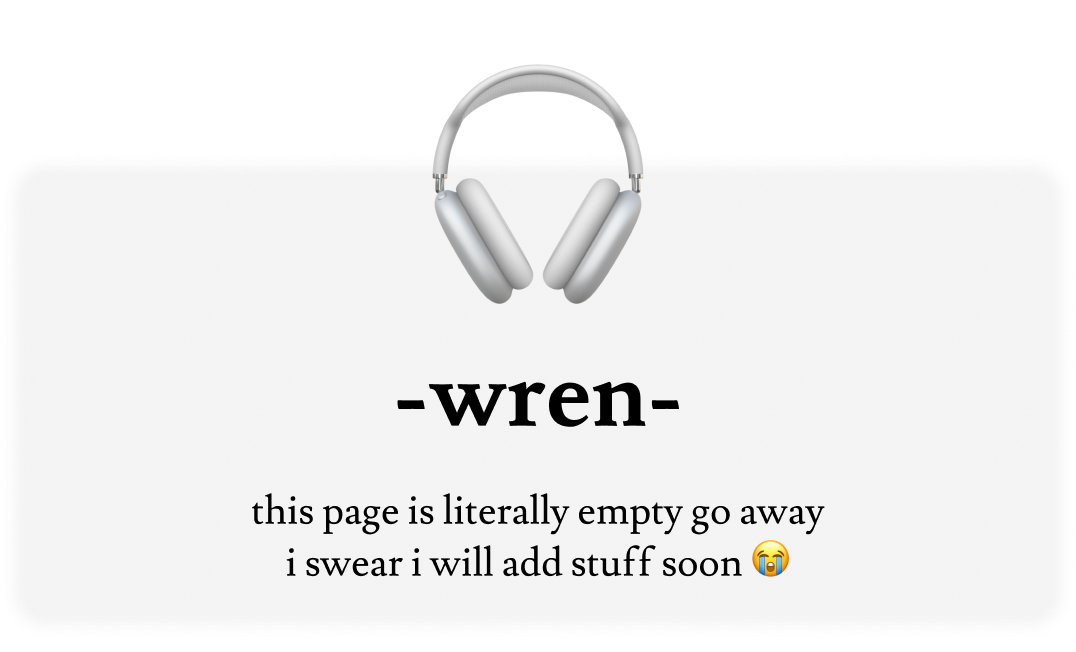 -wren-
this page is literally empty go away
i swear i will add stuff soon 😭